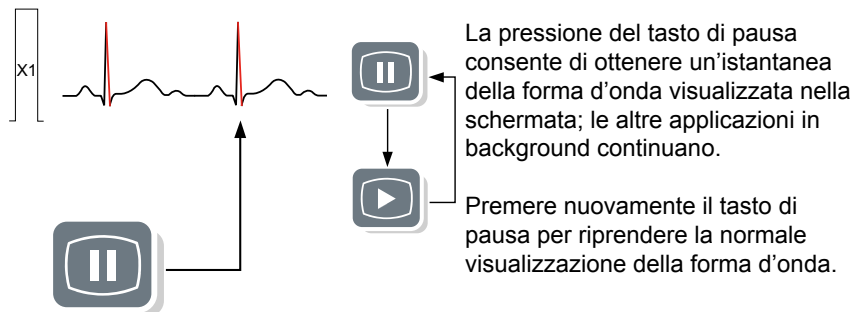 X1
La pressione del tasto di pausa
consente di ottenere un'istantanea
della forma d'onda visualizzata nella
schermata; le altre applicazioni in
background continuano.
Premere nuovamente il tasto di
pausa per riprendere la normale
visualizzazione della forma d'onda.